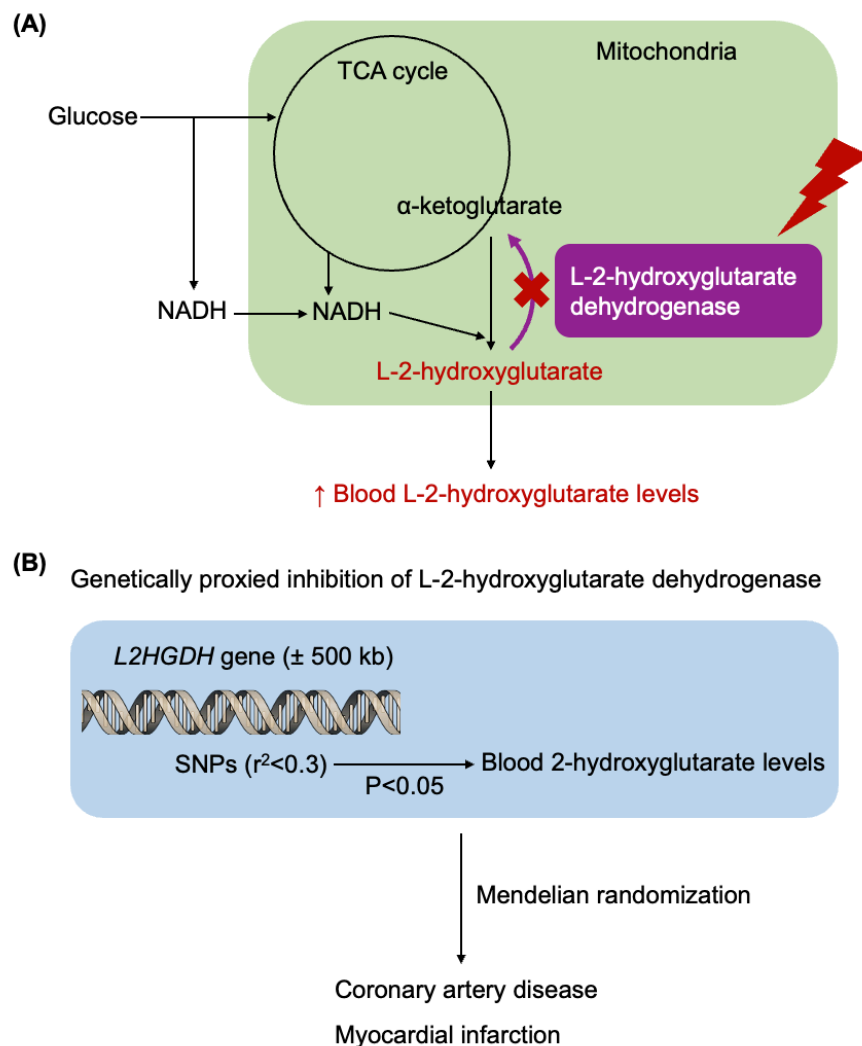 (A)
Mitochondria
TCA cycle
Glucose
α-ketoglutarate
L-2-hydroxyglutarate
dehydrogenase
NADH
NADH
L-2-hydroxyglutarate
↑ Blood L-2-hydroxyglutarate levels
(B)
Genetically proxied inhibition of L-2-hydroxyglutarate dehydrogenase
L2HGDH gene (± 500 kb)
SNPs (r²<0.3)
Blood 2-hydroxyglutarate levels
P<0.05
Mendelian randomization
Coronary artery disease
Myocardial infarction